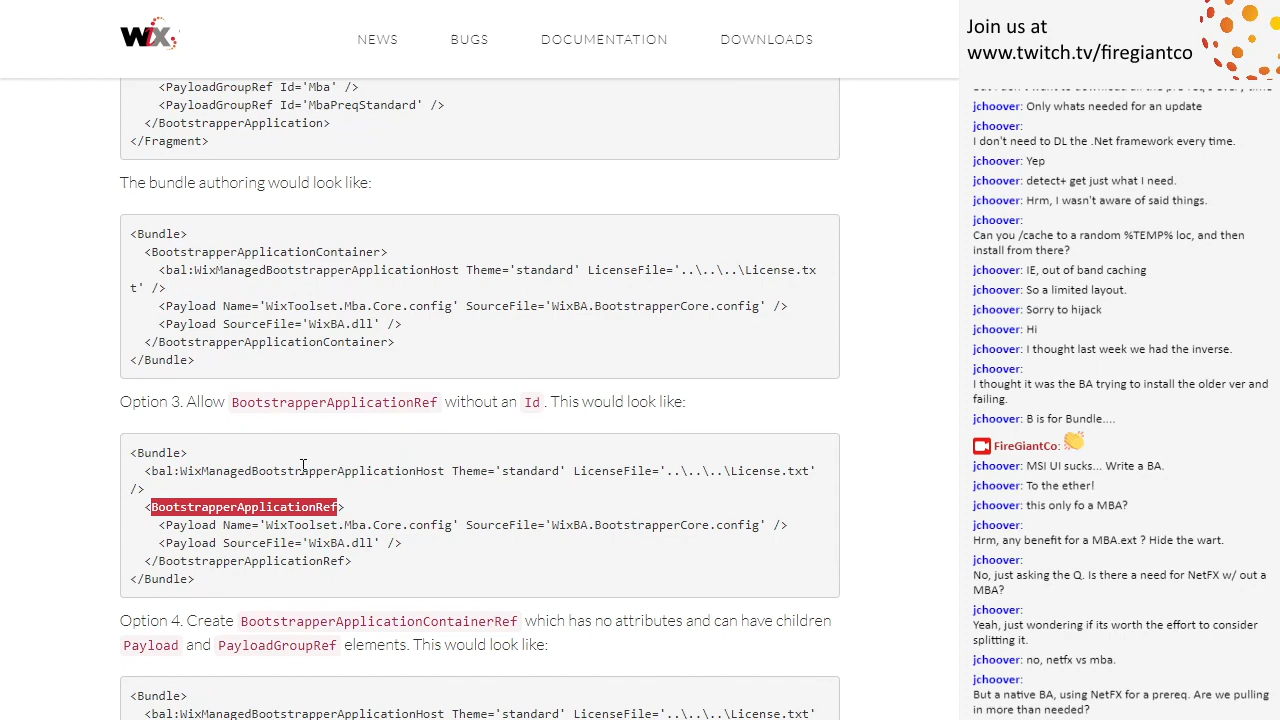 WiX
NEWS
BUGS
DOCUMENTATION
DOWNLOADS
<PayloadGroupRef Id='Mba' />
<PayloadGroupRef Id='MbaPreqStandard' />
</BootstrapperApplication>
</Fragment>
The bundle authoring would look like:
<Bundle>
<BootstrapperApplicationContainer>
<bal:WixManagedBootstrapperApplicationHost Theme='standard' LicenseFile='..\..\..\License.tx
t' />
<Payload Name='WixToolset.Mba.Core.config' SourceFile='WixBA.BootstrapperCore.config' />
<Payload SourceFile='WixBA.dll' />
</BootstrapperApplicationContainer>
</Bundle>
Option 3. Allow BootstrapperApplicationRef without an Id . This would look like:
<Bundle>
<bal:WixManagedBootstrapperApplicationHost Theme='standard' LicenseFile='..\..\..\License.txt'
/>
<BootstrapperApplicationRef>
<Payload Name='WixToolset.Mba.Core.config' SourceFile='WixBA.BootstrapperCore.config' />
<Payload SourceFile='WixBA.dll' />
</BootstrapperApplicationRef>
</Bundle>
Option 4. Create BootstrapperApplicationContainerRef which has no attributes and can have children
Payload and PayloadGroupRef elements. This would look like:
<Bundle>
<bal:WixManagedBootstrapperApplicationHost Theme='standard' LicenseFile='..\..\..\License.txt'
Join us at
www.twitch.tv/firegiantco
jchoover: Only whats needed for an update
jchoover:
I don't need to DL the .Net framework every time.
jchoover: Yep
jchoover: detect+ get just what I need.
jchoover: Hrm, I wasn't aware of said things.
jchoover:
Can you /cache to a random %TEMP% loc, and then
install from there?
jchoover: IE, out of band caching
jchoover: So a limited layout.
jchoover: Sorry to hijack
jchoover: Hi
jchoover: I thought last week we had the inverse.
jchoover:
I thought it was the BA trying to install the older ver and
failing.
jchoover: B is for Bundle....
FireGiantCo:
jchoover: MSI UI sucks... Write a BA.
jchoover: To the ether!
jchoover: this only fo a MBA?
jchoover:
Hrm, any benefit for a MBA.ext ? Hide the wart.
jchoover:
No, just asking the Q. Is there a need for NetFX w/ out a
MBA?
jchoover:
Yeah, just wondering if its worth the effort to consider
splitting it.
jchoover: no, netfx vs mba.
jchoover:
But a native BA, using NetFX for a prereq. Are we pulling
in more than needed?